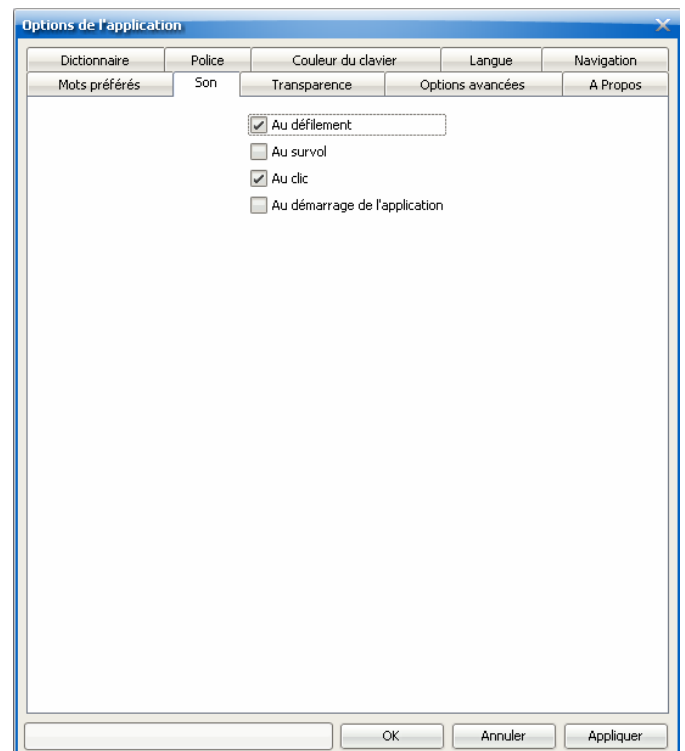 Options de l'application
Dictionnaire Police Couleur du clavier Langue Navigation
Mots préférés Son Transparence Options avancées A Propos
Au défilement
Au survol
Au clic
Au démarrage de l'application
OK Annuler Appliquer